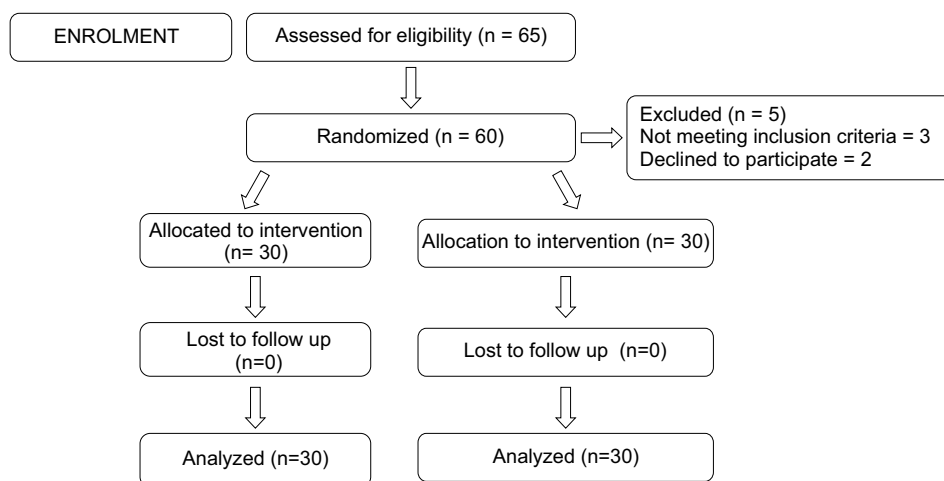 ENROLMENT
Assessed for eligibility (n = 65)
Randomized (n = 60)
Excluded (n = 5)
Not meeting inclusion criteria = 3
Declined to participate = 2
Allocated to intervention
(n= 30)
Allocation to intervention (n= 30)
Lost to follow up
(n=0)
Lost to follow up (n=0)
Analyzed (n=30)
Analyzed (n=30)